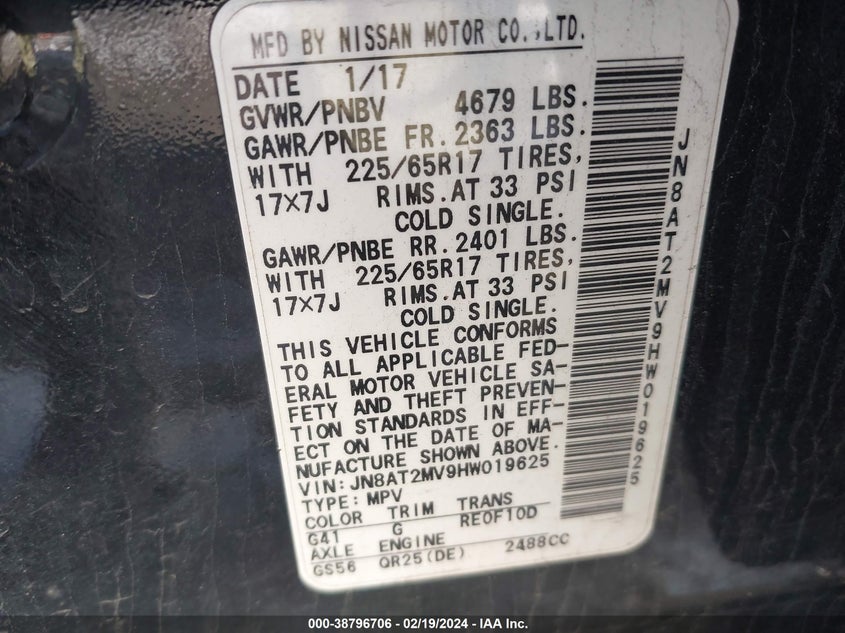 MFD BY NISSAN MOTOR CO.,LTD.
DATE 1/17
GVWR/PNBV 4679 LBS.
GAWR/PNBE FR. 2363 LBS.
WITH 225/65R17 TIRES,
17×7J RIMS.AT 33 PSI
COLD SINGLE.
GAWR/PNBE RR. 2401 LBS.
WITH 225/65R17 TIRES,
17×7J RIMS.AT 33 PSI
COLD SINGLE.
THIS VEHICLE CONFORMS
TO ALL APPLICABLE FED-
ERAL MOTOR VEHICLE SA-
FETY AND THEFT PREVEN-
TION STANDARDS IN EFF-
ECT ON THE DATE OF MA-
NUFACTURE SHOWN ABOVE.
VIN:JN8AT2MV9HW019625
TYPE:MPV
COLOR TRIM TRANS
G41 G RE0F10D
AXLE ENGINE
GS56 QR25(DE) 2488CC
JN8AT2MV9HW019625
000-38796706 - 02/19/2024 - IAA Inc.